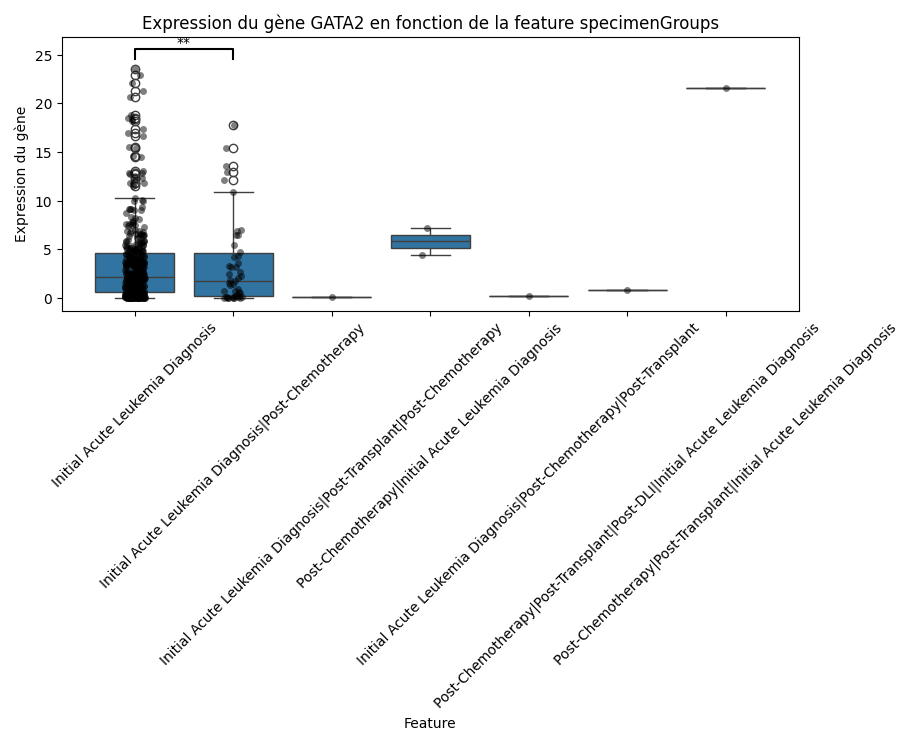 Expression du gène GATA2 en fonction de la feature specimenGroups
**
25
20
15
10
5
0
Expression du gène
Initial Acute Leukemia Diagnosis
Initial Acute Leukemia Diagnosis|Post-Chemotherapy
Initial Acute Leukemia Diagnosis|Post-Transplant|Post-Chemotherapy
Post-Chemotherapy|Initial Acute Leukemia Diagnosis
Initial Acute Leukemia Diagnosis|Post-Chemotherapy|Post-Transplant
Post-Chemotherapy|Post-Transplant|Post-DLI|Initial Acute Leukemia Diagnosis
Post-Chemotherapy|Post-Transplant|Initial Acute Leukemia Diagnosis
Feature